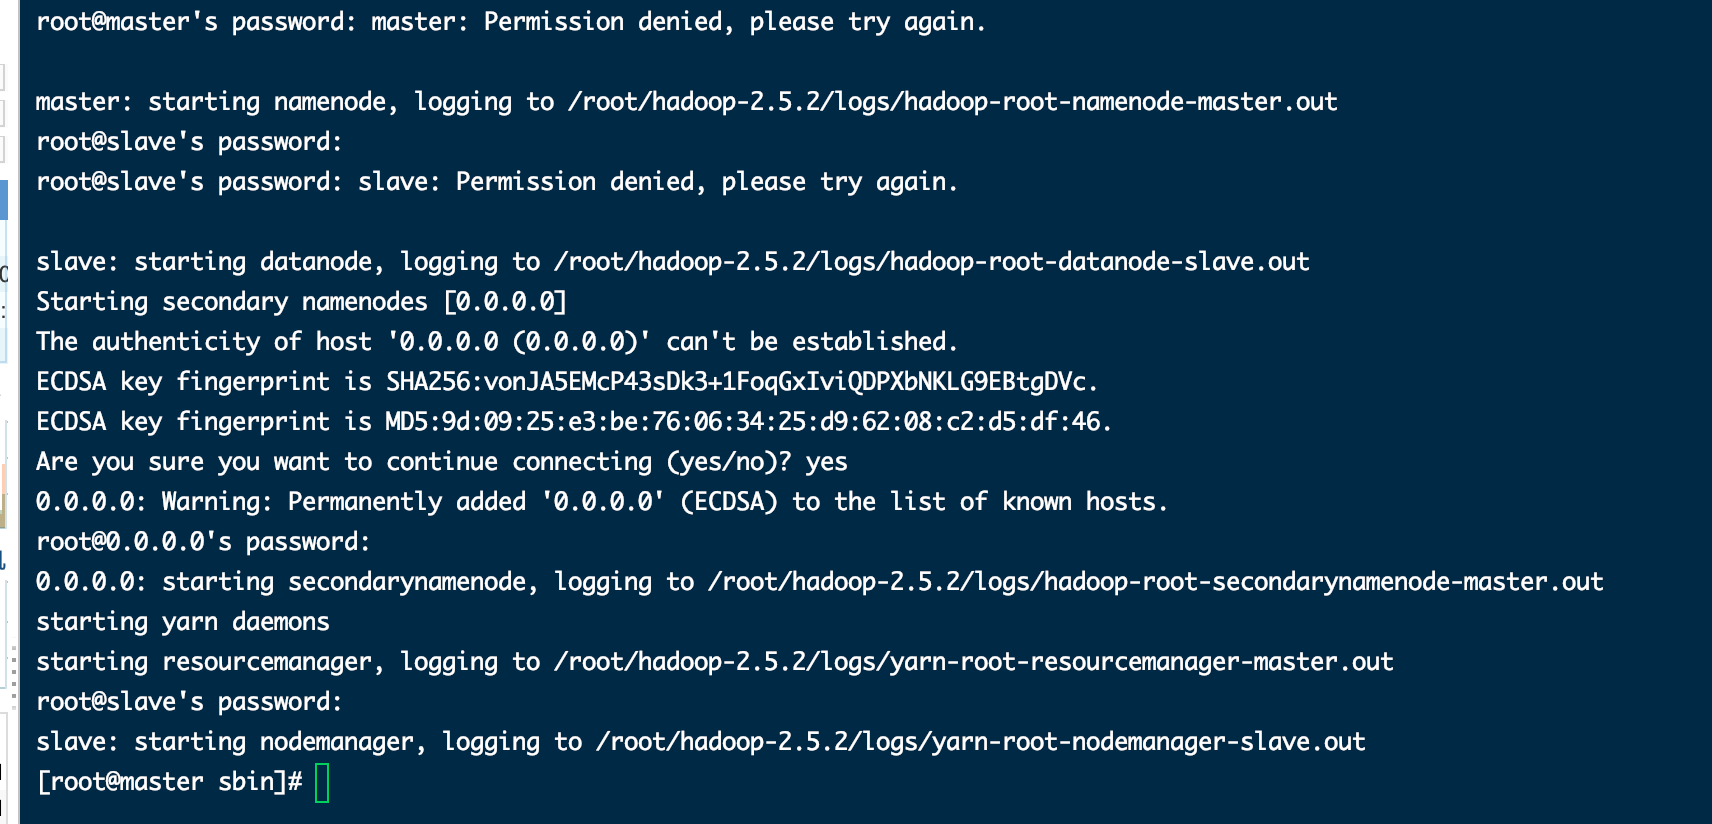 root@master's password: master: Permission denied, please try again.
master: starting namenode, logging to /root/hadoop-2.5.2/logs/hadoop-root-namenode-master.out
root@slave's password:
root@slave's password: slave: Permission denied, please try again.
slave: starting datanode, logging to /root/hadoop-2.5.2/logs/hadoop-root-datanode-slave.out
Starting secondary namenodes [0.0.0.0]
The authenticity of host '0.0.0.0 (0.0.0.0)' can't be established.
ECDSA key fingerprint is SHA256:vonJA5EMcP43sDk3+1FoqGxIviQDPXbNKLG9EBtgDVc.
ECDSA key fingerprint is MD5:9d:09:25:e3:be:76:06:34:25:d9:62:08:c2:d5:df:46.
Are you sure you want to continue connecting (yes/no)? yes
0.0.0.0: Warning: Permanently added '0.0.0.0' (ECDSA) to the list of known hosts.
root@0.0.0.0's password:
0.0.0.0: starting secondarynamenode, logging to /root/hadoop-2.5.2/logs/hadoop-root-secondarynamenode-master.out
starting yarn daemons
starting resourcemanager, logging to /root/hadoop-2.5.2/logs/yarn-root-resourcemanager-master.out
root@slave's password:
slave: starting nodemanager, logging to /root/hadoop-2.5.2/logs/yarn-root-nodemanager-slave.out
[root@master sbin]#